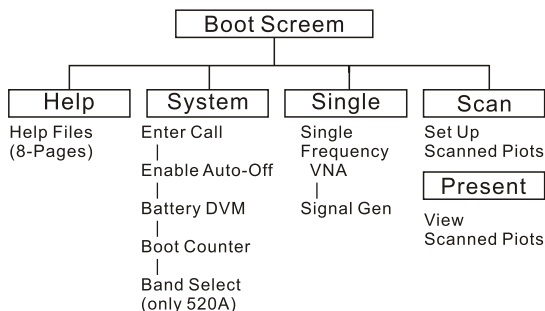 Boot Screem
Help
Help Files
(8-Pages)
System
Enter Call
Enable Auto-Off
Battery DVM
Boot Counter
Band Select
(only 520A)
Single
Single
Frequency
VNA
Signal Gen
Scan
Set Up
Scanned Piots
Present
View
Scanned Piots